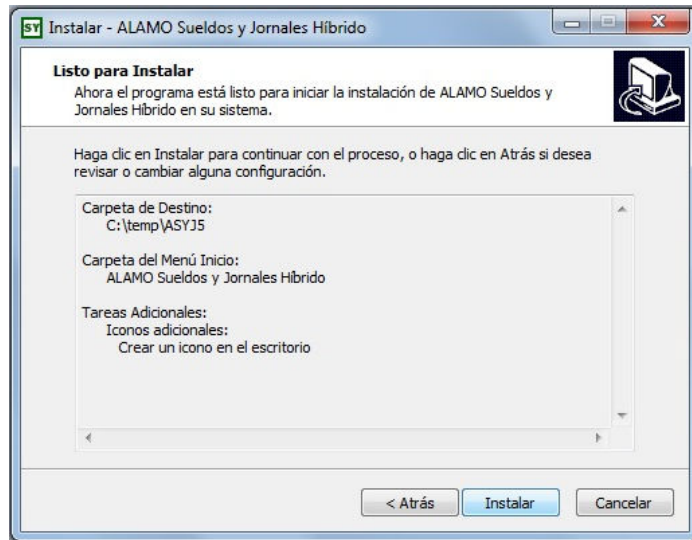 SY Instalar - ALAMO Sueldos y Jornales Híbrido
Listo para Instalar
Ahora el programa está listo para iniciar la instalación de ALAMO Sueldos y
Jornales Híbrido en su sistema.
Haga clic en Instalar para continuar con el proceso, o haga clic en Atrás si desea
revisar o cambiar alguna configuración.
Carpeta de Destino:
C:\temp\ASYJ5
Carpeta del Menú Inicio:
ALAMO Sueldos y Jornales Híbrido
Tareas Adicionales:
Iconos adicionales:
Crear un icono en el escritorio
< Atrás Instalar Cancelar